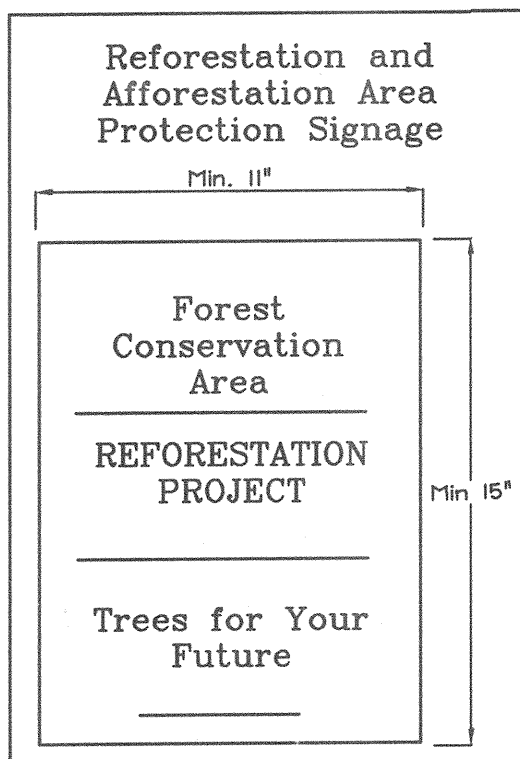 Reforestation and
Afforestation Area
Protection Signage
Min. 11"
Forest
Conservation
Area
REFORESTATION
PROJECT
Min 15"
Trees for Your
Future